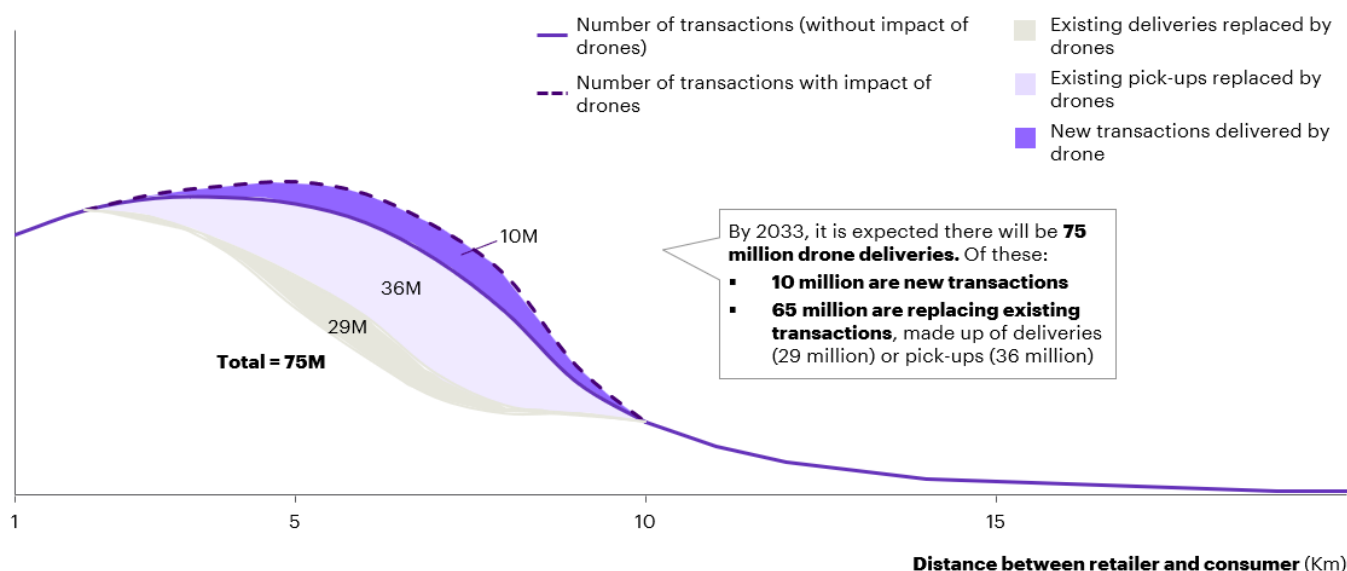 Number of transactions (without impact of
drones)
Number of transactions with impact of
drones
Existing deliveries replaced by
drones
Existing pick-ups replaced by
drones
New transactions delivered by
drone
10M
36M
29M
Total = 75M
By 2033, it is expected there will be 75
million drone deliveries. Of these:
▪ 10 million are new transactions
▪ 65 million are replacing existing
transactions, made up of deliveries
(29 million) or pick-ups (36 million)
1 5 10 15
Distance between retailer and consumer (Km)